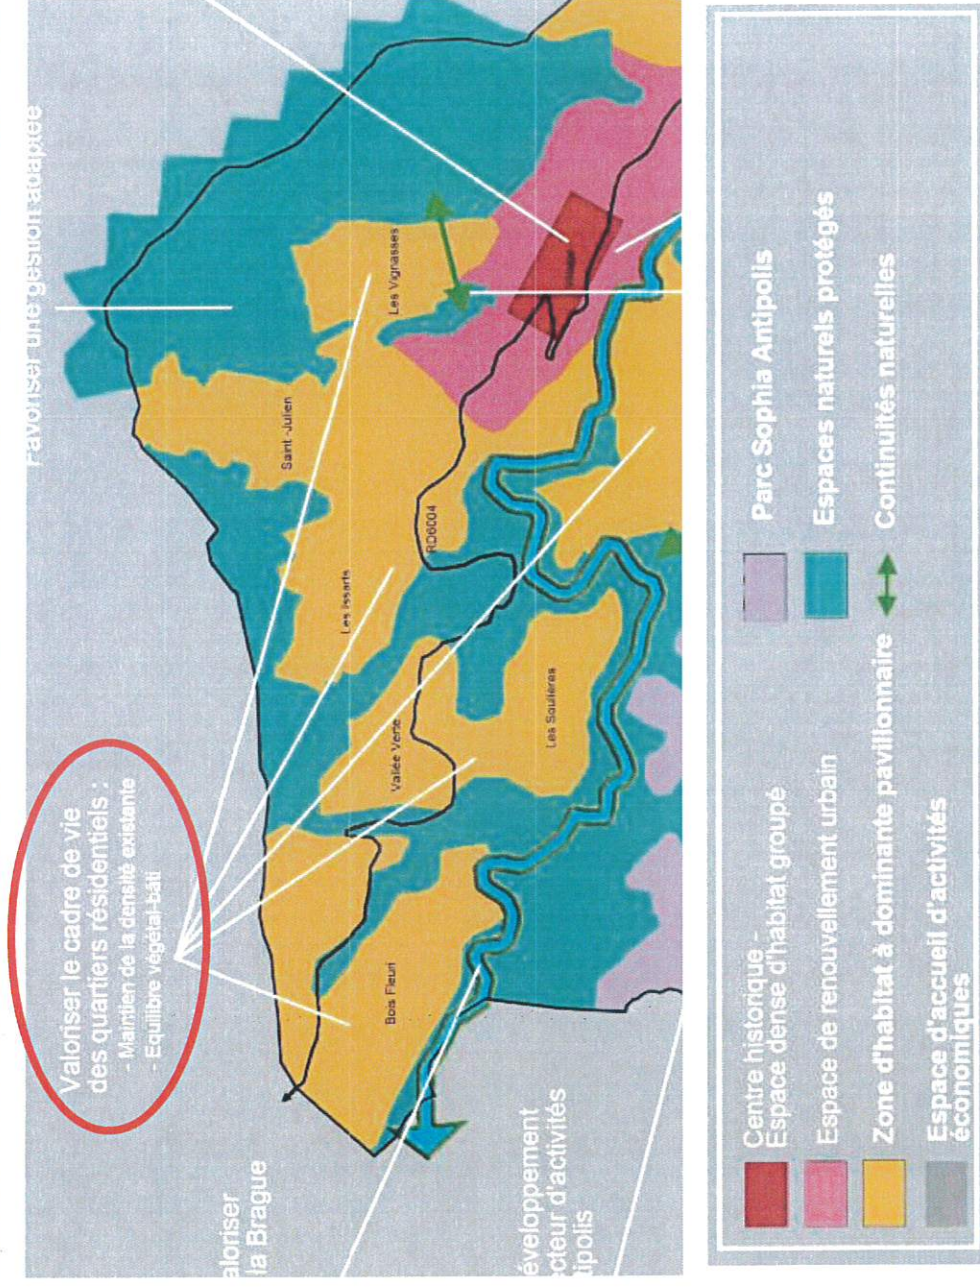 Favoriser une gestion adaptée
Valoriser le cadre de vie
des quartiers résidentiels :
- Maintien de la densité existante
- Equilibre végétal-bâti
Saint-Julien
Les Vignasses
Les Issarts
RD6004
Vallée Verte
Les Soulières
Bois Fleuri
aloriser
la Brague
éveloppement
cteur d'activités
tipolis
Centre historique -
Espace dense d'habitat groupé
Espace de renouvellement urbain
Zone d'habitat à dominante pavillonnaire
Espace d'accueil d'activités
économiques
Parc Sophia Antipolis
Espaces naturels protégés
Continuités naturelles